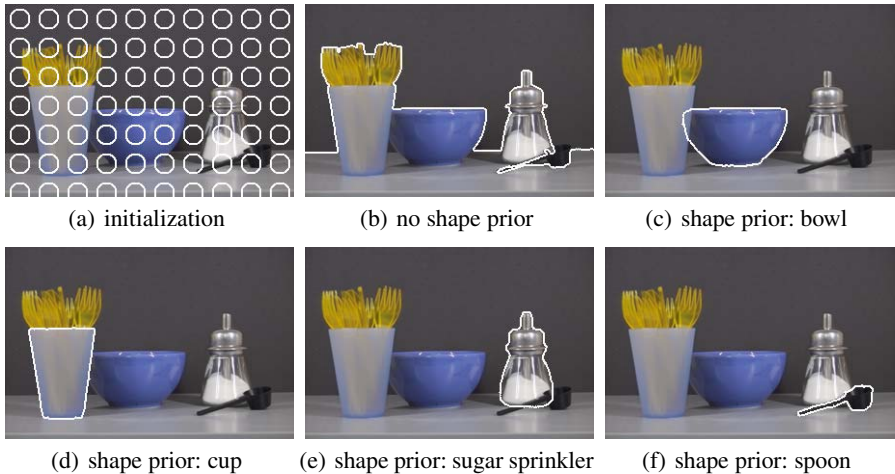 (a) initialization
(b) no shape prior
(c) shape prior: bowl
(d) shape prior: cup
(e) shape prior: sugar sprinkler
(f) shape prior: spoon